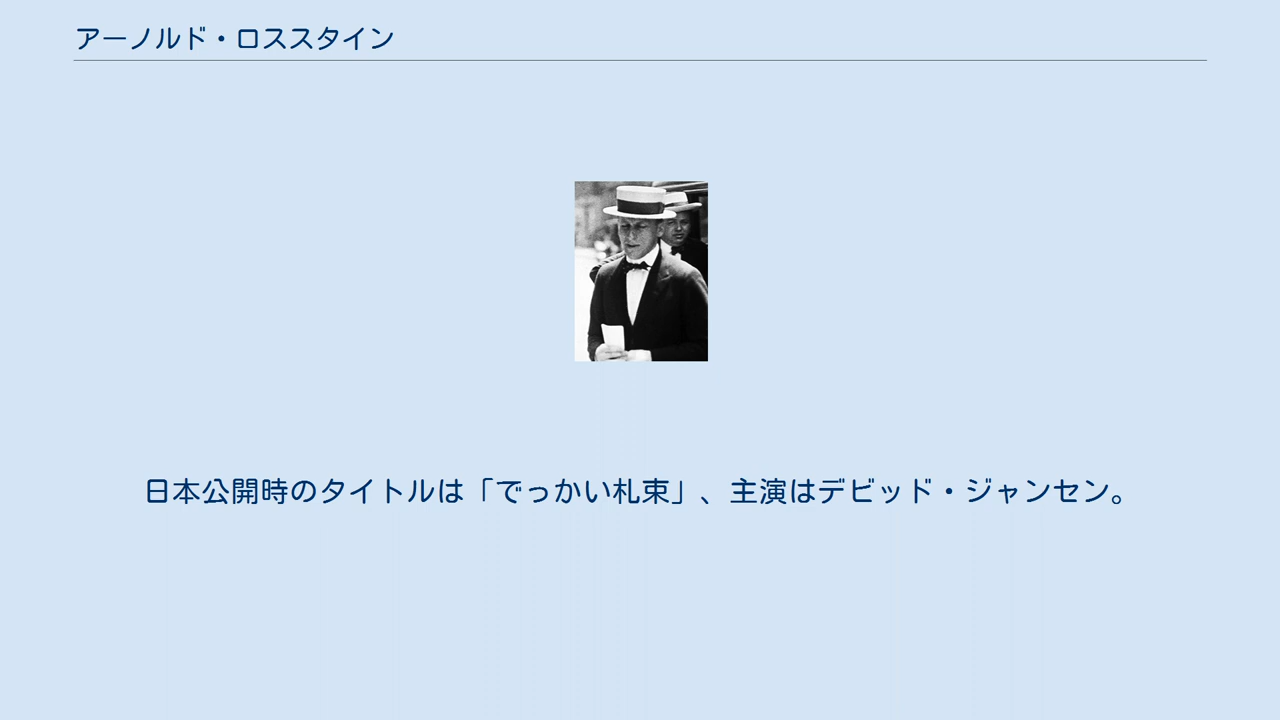 アーノルド・ロススタイン
日本公開時のタイトルは「でっかい札束」、主演はデビッド・ジャンセン。